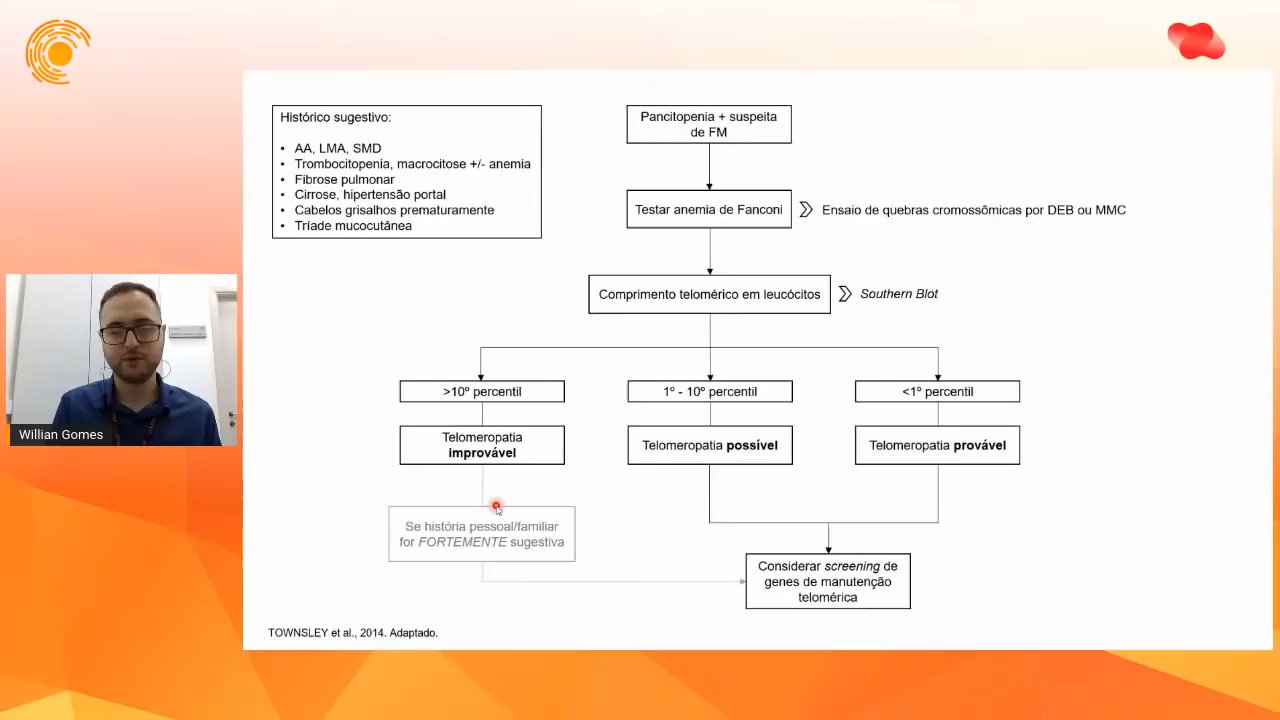 Histórico sugestivo:
• AA, LMA, SMD
• Trombocitopenia, macrocitose +/- anemia
• Fibrose pulmonar
• Cirrose, hipertensão portal
• Cabelos grisalhos prematuramente
• Tríade mucocutânea
Pancitopenia + suspeita
de FM
Testar anemia de Fanconi
Ensaio de quebras cromossômicas por DEB ou MMC
Comprimento telomérico em leucócitos
Southern Blot
>10º percentil
1º - 10º percentil
<1º percentil
Telomeropatia
improvável
Telomeropatia possível
Telomeropatia provável
Se história pessoal/familiar
for FORTEMENTE sugestiva
Considerar screening de
genes de manutenção
telomérica
TOWNSLEY et al., 2014. Adaptado.
Willian Gomes